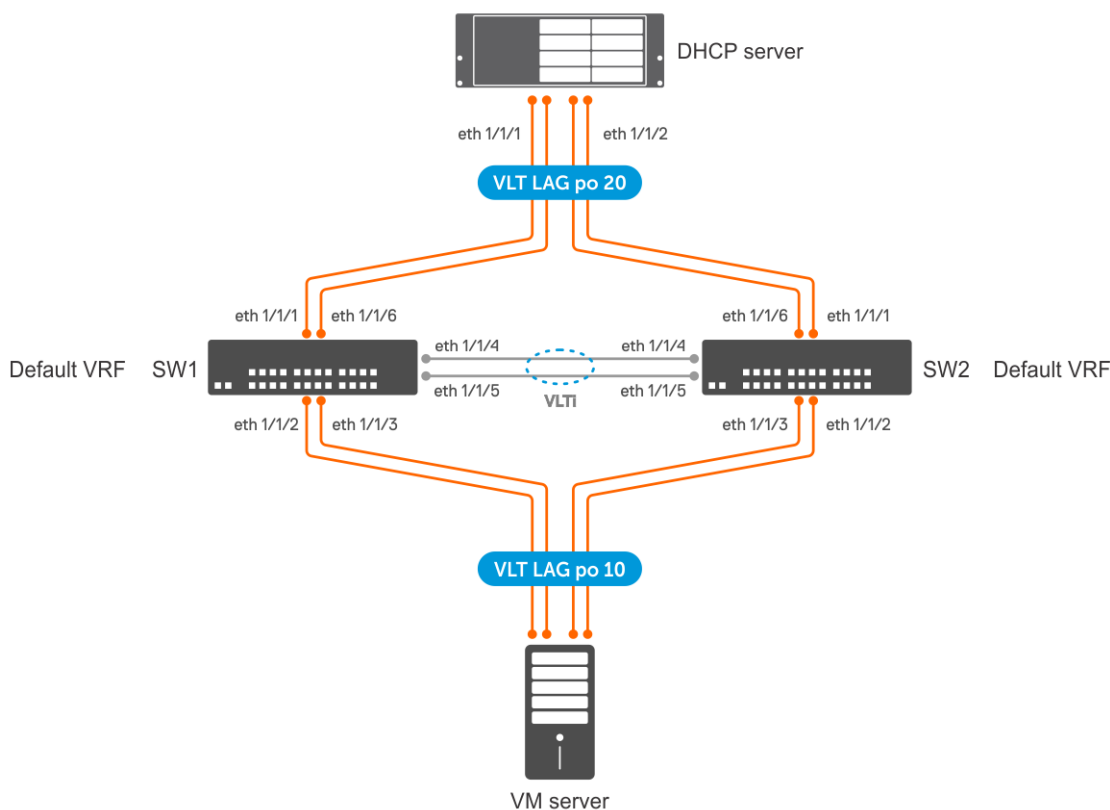 DHCP server
eth 1/1/1
eth 1/1/2
VLT LAG po 20
eth 1/1/1
eth 1/1/6
eth 1/1/6
eth 1/1/1
Default VRF
SW1
eth 1/1/4
eth 1/1/4
SW2
Default VRF
eth 1/1/5
eth 1/1/5
VLTi
eth 1/1/2
eth 1/1/3
eth 1/1/3
eth 1/1/2
VLT LAG po 10
VM server